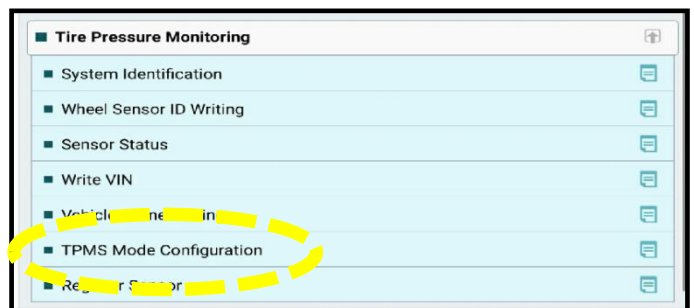 Tire Pressure Monitoring
System Identification
Wheel Sensor ID Writing
Sensor Status
Write VIN
TPMS Mode Configuration